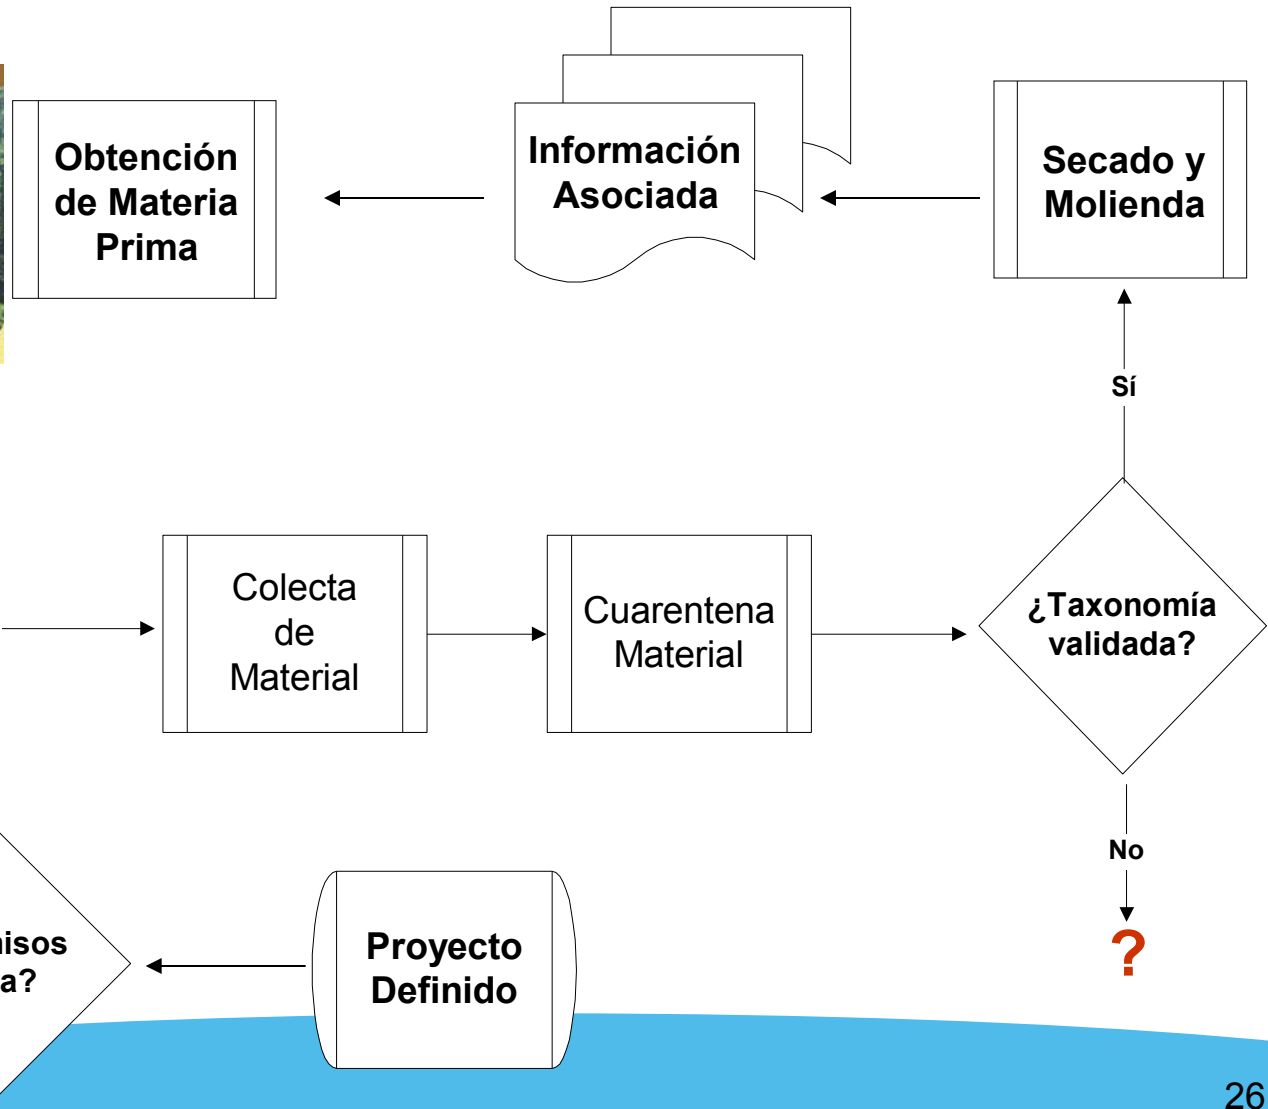 Obtención
de Materia
Prima
Información
Asociada
Secado y
Molienda
Sí
Colecta
de
Material
Cuarentena
Material
¿Taxonomía
validada?
No
?
Proyecto
Definido
a?
26